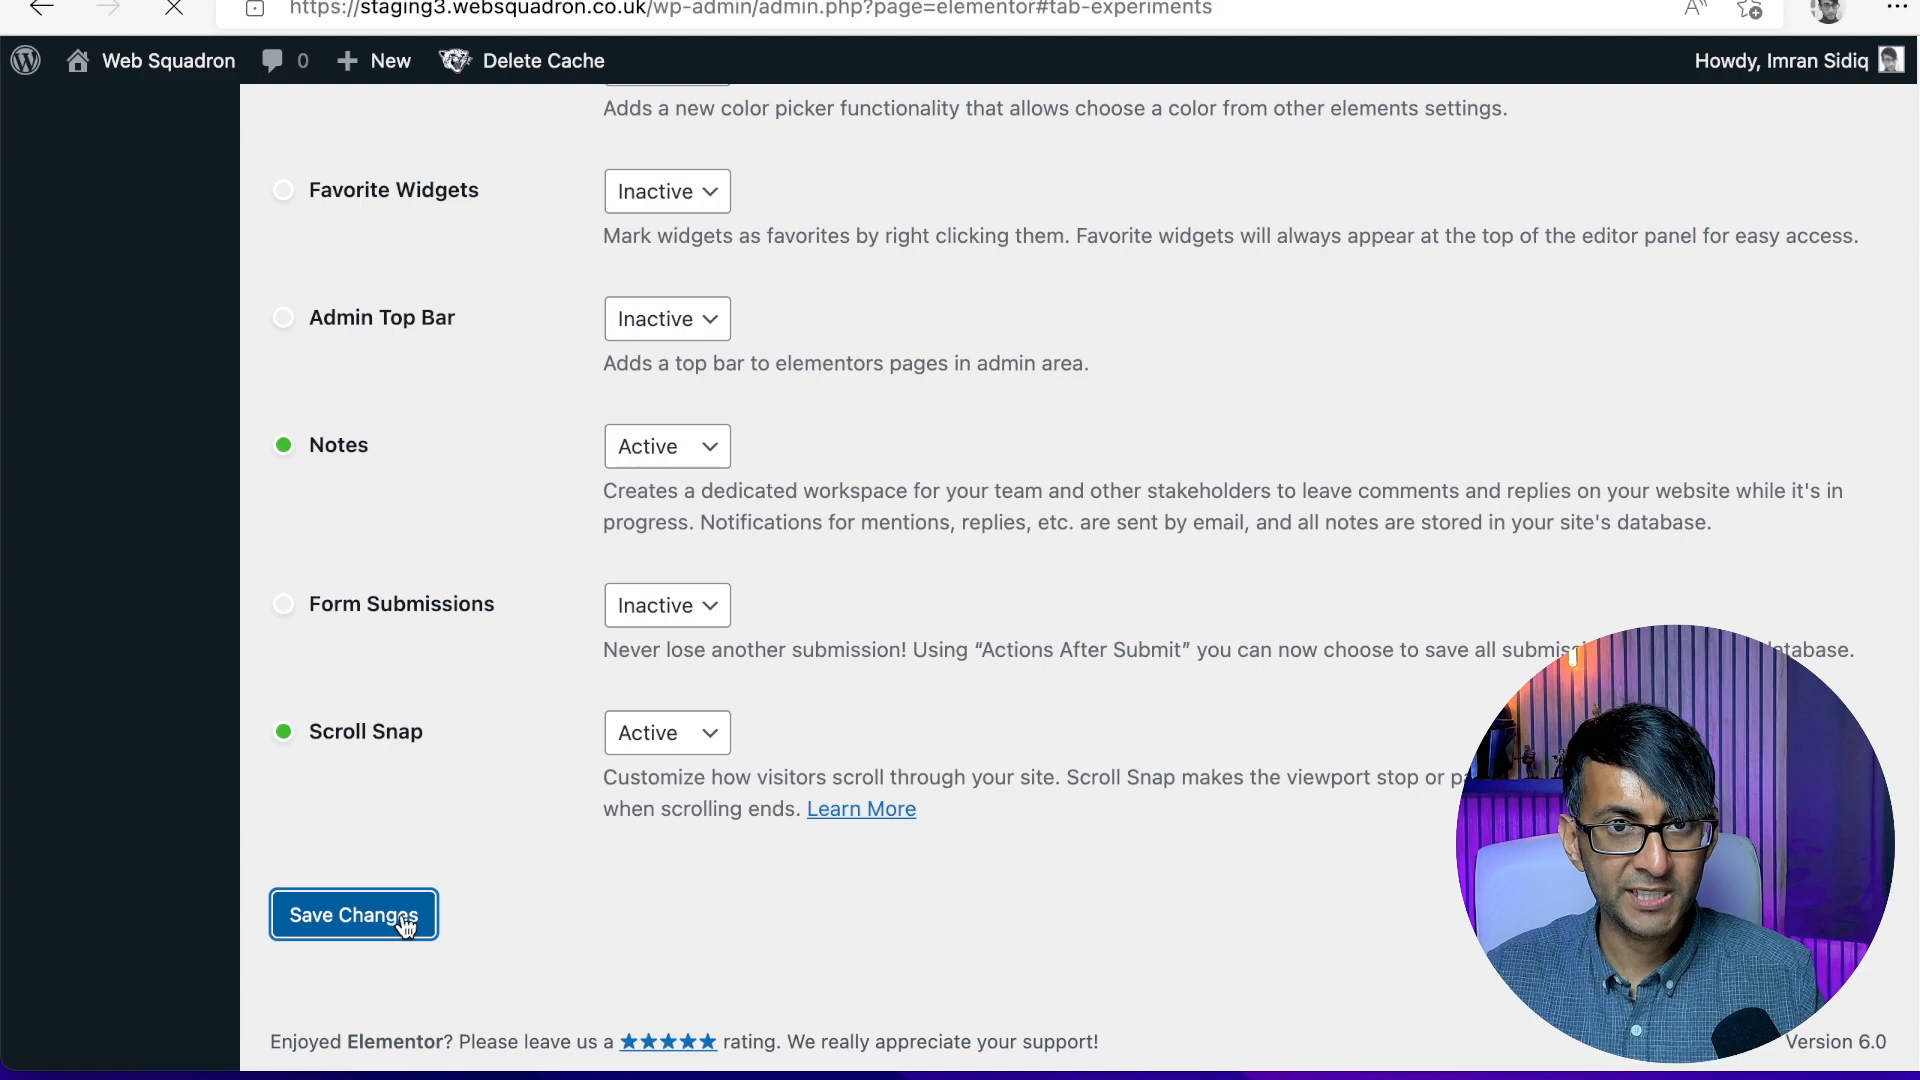 https://staging3.websquadron.co.uk/wp-admin/admin.php?page=elementor#tab-experiments
Web Squadron 0 New Delete Cache Howdy, Imran Sidiq
Adds a new color picker functionality that allows choose a color from other elements settings.
Favorite Widgets Inactive
Mark widgets as favorites by right clicking them. Favorite widgets will always appear at the top of the editor panel for easy access.
Admin Top Bar Inactive
Adds a top bar to elementors pages in admin area.
Notes Active
Creates a dedicated workspace for your team and other stakeholders to leave comments and replies on your website while it's in
progress. Notifications for mentions, replies, etc. are sent by email, and all notes are stored in your site's database.
Form Submissions Inactive
Never lose another submission! Using “Actions After Submit” you can now choose to save all
Scroll Snap Active
Customize how visitors scroll through your site. Scroll Snap makes the viewport stop or
when scrolling ends. Learn More
Save Changes
Enjoyed Elementor? Please leave us a ★★★★★ rating. We really appreciate your support!
Version 6.0